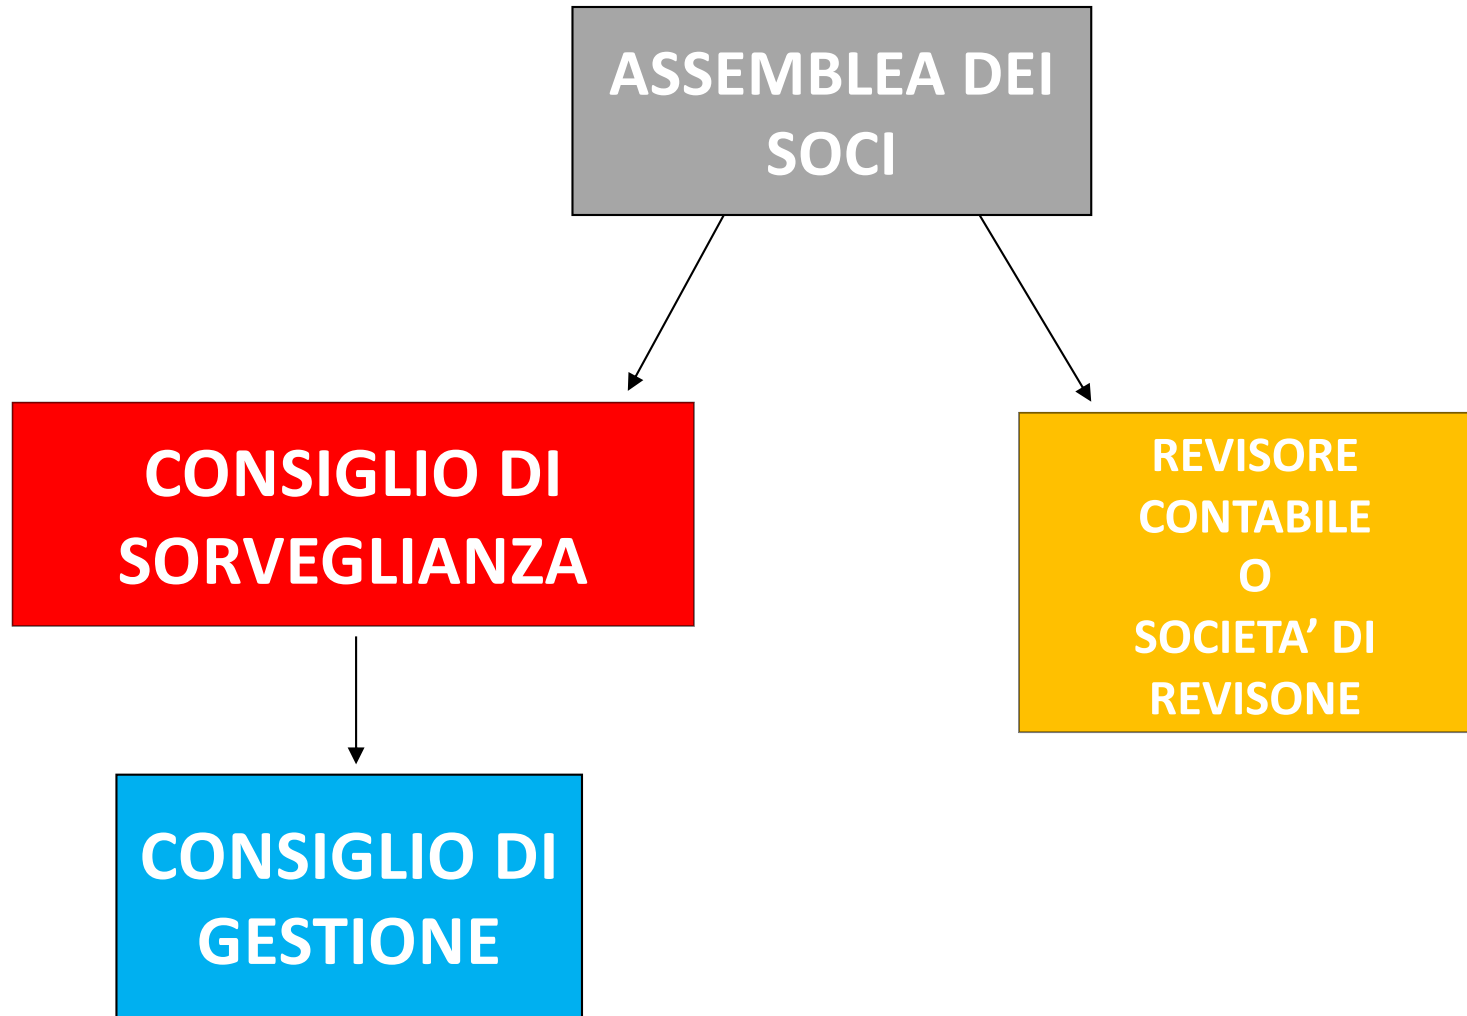 ASSEMBLEA DEI
SOCI
CONSIGLIO DI
SORVEGLIANZA
REVISORE
CONTABILE
O
SOCIETA’ DI
REVISONE
CONSIGLIO DI
GESTIONE